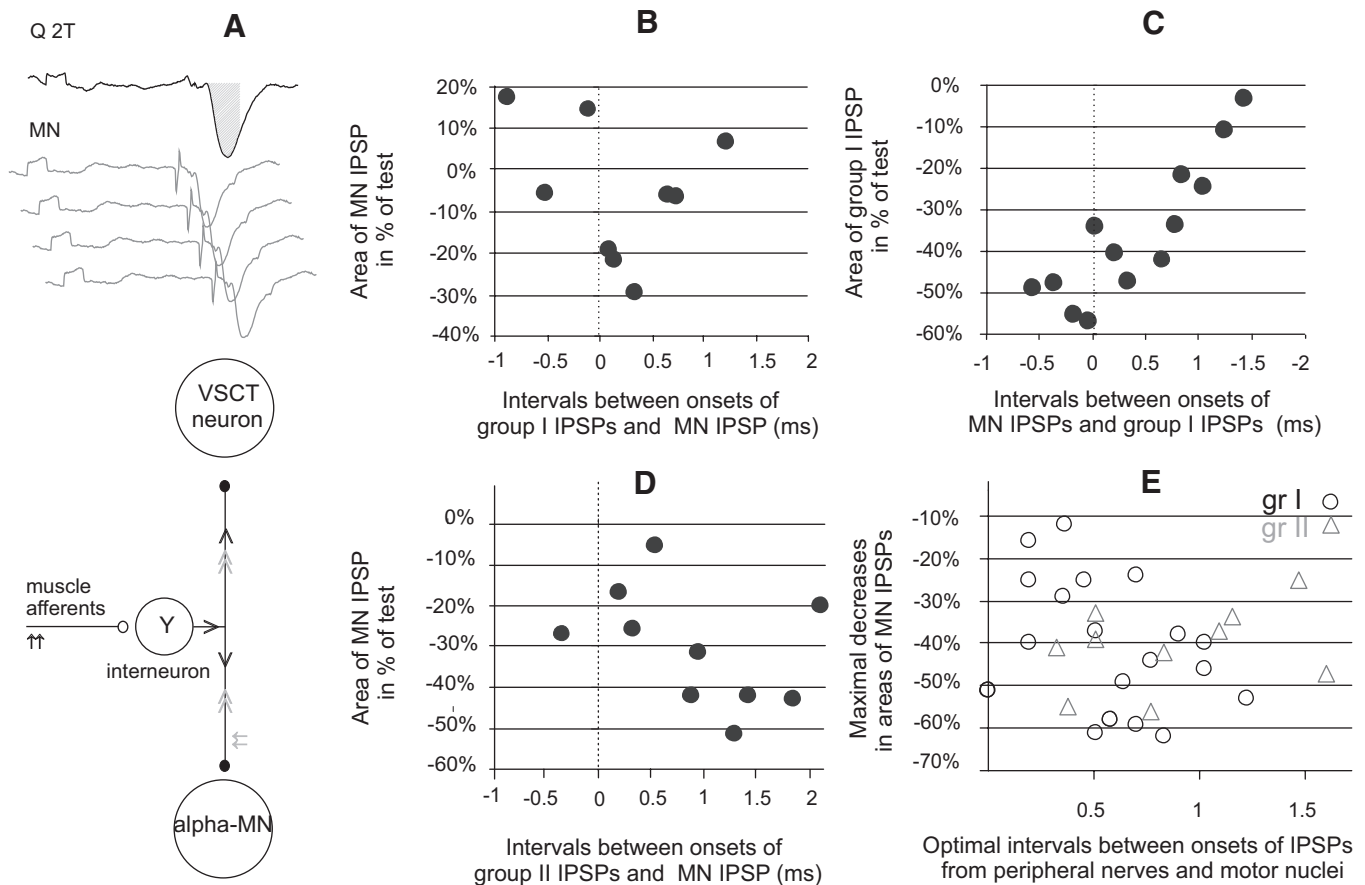 A
Q 2T
MN
VSCT
neuron
muscle
afferents
Y
interneuron
alpha-MN
B
Area of MN IPSP
in % of test
20%
10%
0%
-10%
-20%
-30%
-40%
-1 -0.5 0 0.5 1 1.5 2
Intervals between onsets of
group I IPSPs and MN IPSP (ms)
C
Area of group I IPSP
in % of test
0%
-10%
-20%
-30%
-40%
-50%
-60%
-1 -0.5 0 0.5 1 -1.5 -2
Intervals between onsets of
MN IPSPs and group I IPSPs (ms)
D
Area of MN IPSP
in % of test
0%
-10%
-20%
-30%
-40%
-50%
-60%
-1 -0.5 0 0.5 1 1.5 2
Intervals between onsets of
group II IPSPs and MN IPSP (ms)
E
gr I
gr II
Maximal decreases
in areas of MN IPSPs
-10%
-20%
-30%
-40%
-50%
-60%
-70%
0.5 1 1.5
Optimal intervals between onsets of IPSPs
from peripheral nerves and motor nuclei